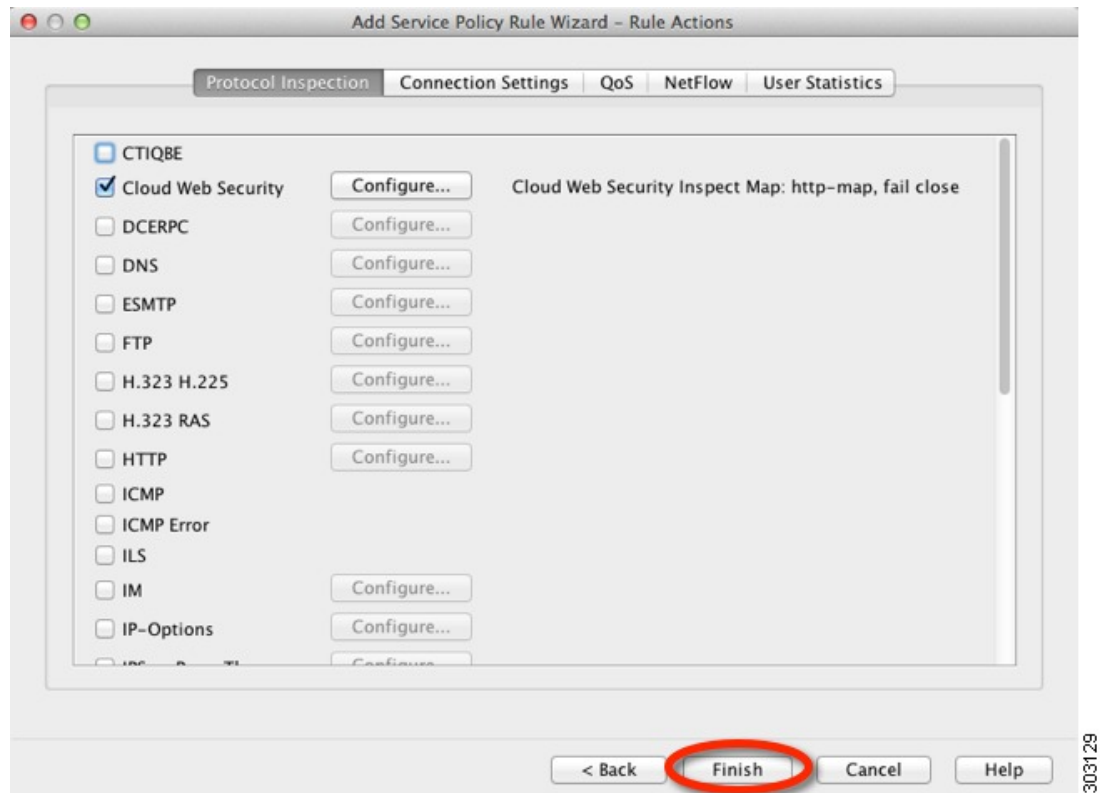 Add Service Policy Rule Wizard - Rule Actions
Protocol Inspection Connection Settings QoS NetFlow User Statistics
CTIQBE
Cloud Web Security Configure... Cloud Web Security Inspect Map: http-map, fail close
DCERPC Configure...
DNS Configure...
ESMTP Configure...
FTP Configure...
H.323 H.225 Configure...
H.323 RAS Configure...
HTTP Configure...
ICMP
ICMP Error
ILS
IM Configure...
IP-Options Configure...
Configure...
< Back Finish Cancel Help
303129